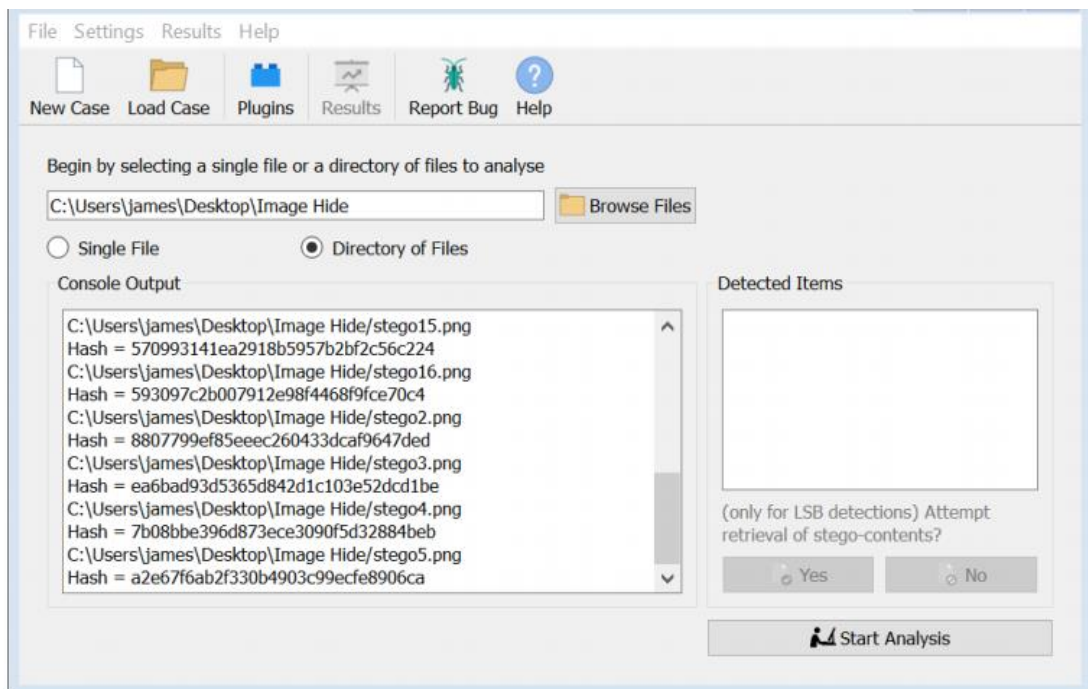 File Settings Results Help
New Case Load Case Plugins Results Report Bug Help
Begin by selecting a single file or a directory of files to analyse
C:\Users\james\Desktop\Image Hide Browse Files
Single File Directory of Files
Console Output
C:\Users\james\Desktop\Image Hide/stego15.png
Hash = 570993141ea2918b5957b2bf2c56c224
C:\Users\james\Desktop\Image Hide/stego16.png
Hash = 593097c2b007912e98f4468f9fce70c4
C:\Users\james\Desktop\Image Hide/stego2.png
Hash = 8807799ef85eeec260433dcaf9647ded
C:\Users\james\Desktop\Image Hide/stego3.png
Hash = ea6bad93d5365d842d1c103e52dcd1be
C:\Users\james\Desktop\Image Hide/stego4.png
Hash = 7b08bbe396d873ece3090f5d32884beb
C:\Users\james\Desktop\Image Hide/stego5.png
Hash = a2e67f6ab2f330b4903c99ecfe8906ca
Detected Items
(only for LSB detections) Attempt
retrieval of stego-contents?
Yes No
Start Analysis